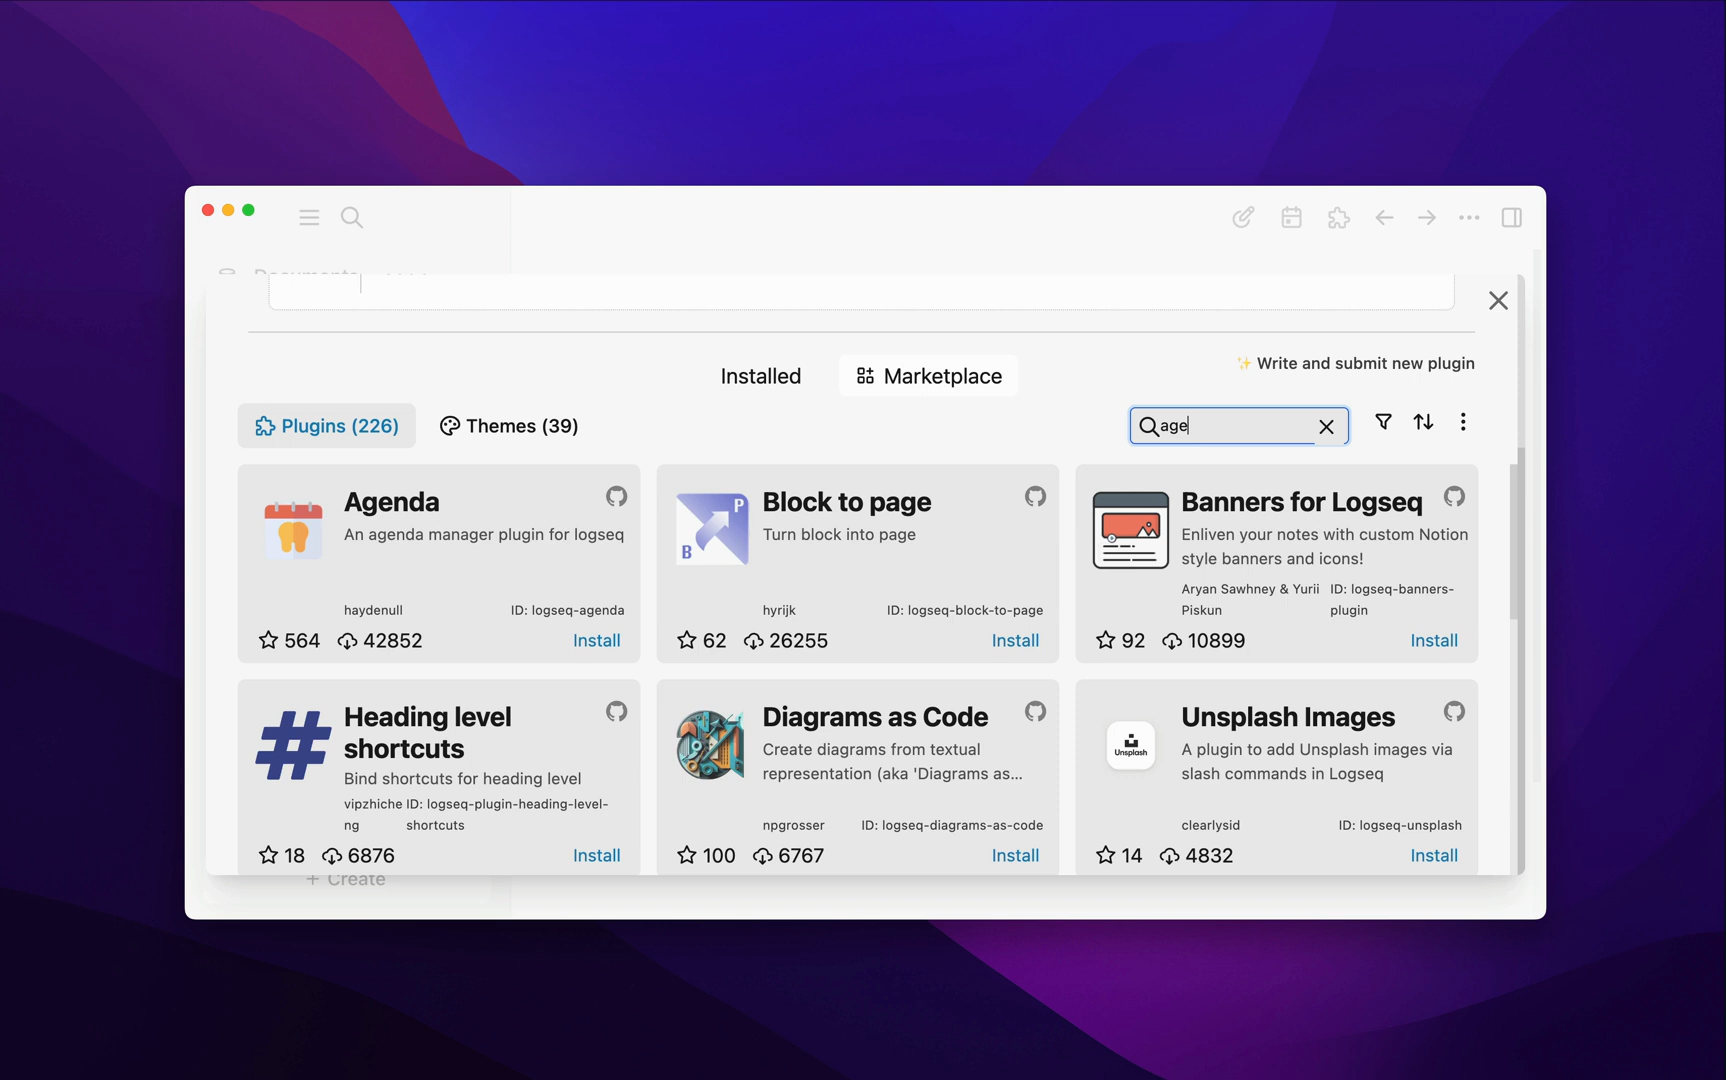 Documents
Installed
Marketplace
✨ Write and submit new plugin
Plugins (226)
Themes (39)
age
Agenda
An agenda manager plugin for logseq
haydenull
ID: logseq-agenda
564
42852
Install
P
B
Block to page
Turn block into page
hyrijk
ID: logseq-block-to-page
62
26255
Install
Banners for Logseq
Enliven your notes with custom Notion
style banners and icons!
Aryan Sawhney & Yurii
Piskun
ID: logseq-banners-
plugin
92
10899
Install
Heading level
shortcuts
Bind shortcuts for heading level
vipzhiche
ng
ID: logseq-plugin-heading-level-
shortcuts
18
6876
Install
Diagrams as Code
Create diagrams from textual
representation (aka 'Diagrams as...
npgrosser
ID: logseq-diagrams-as-code
100
6767
Install
Unsplash
Unsplash Images
A plugin to add Unsplash images via
slash commands in Logseq
clearlysid
ID: logseq-unsplash
14
4832
Install
+ Create